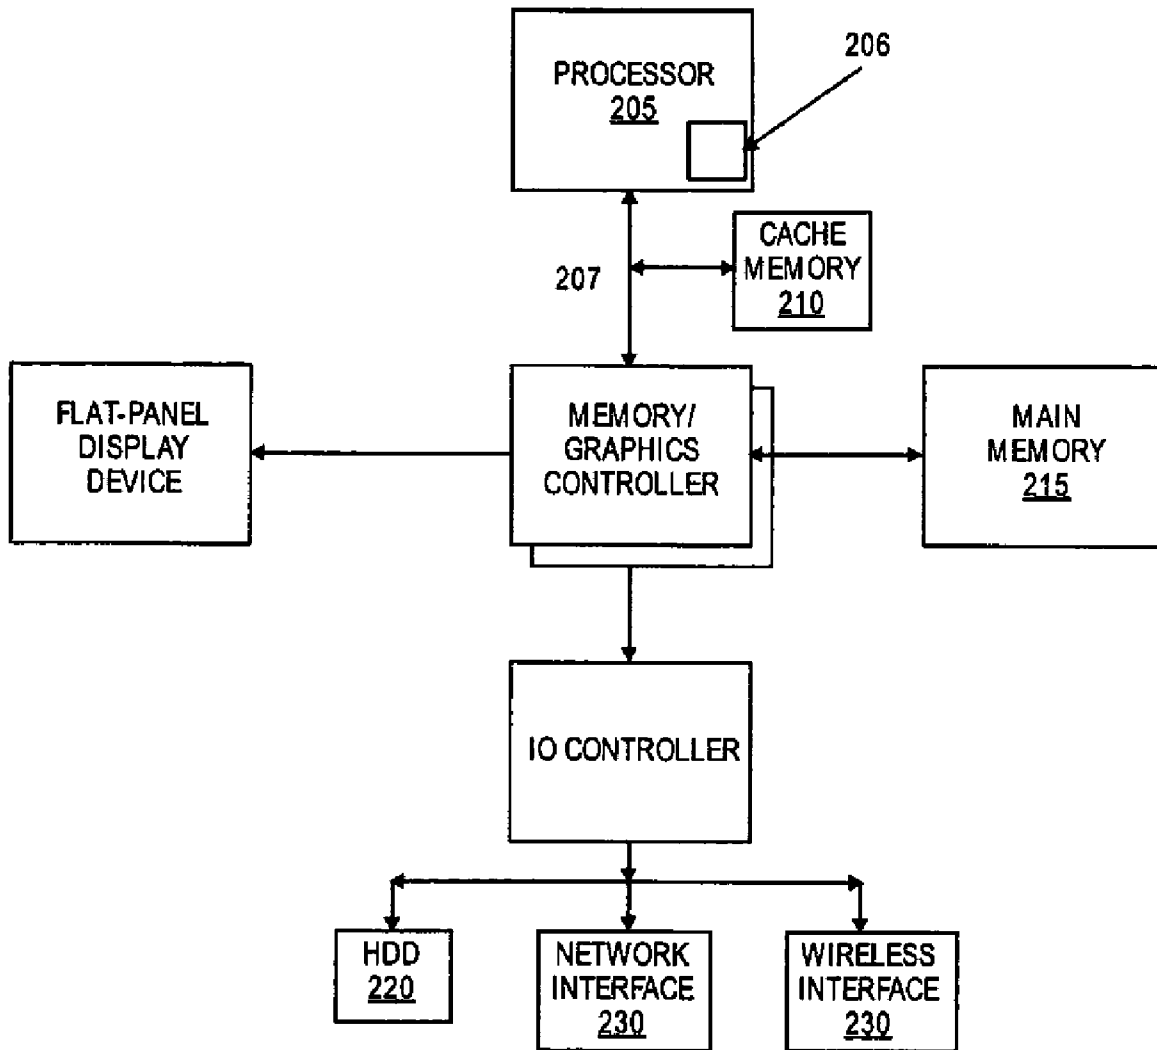 206
PROCESSOR
205
CACHE
MEMORY
210
207
FLAT-PANEL
DISPLAY
DEVICE
MEMORY/
GRAPHICS
CONTROLLER
MAIN
MEMORY
215
IO CONTROLLER
HDD
220
NETWORK
INTERFACE
230
WIRELESS
INTERFACE
230